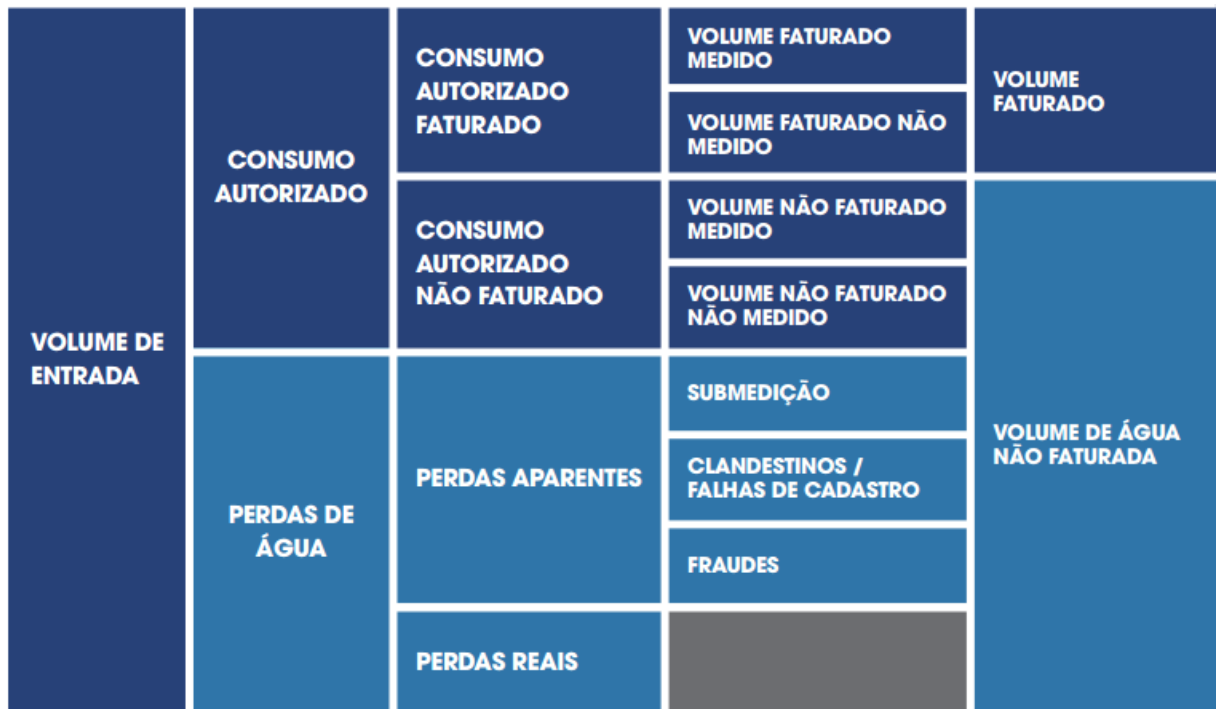 VOLUME DE
ENTRADA
CONSUMO
AUTORIZADO
PERDAS DE
ÁGUA
CONSUMO
AUTORIZADO
FATURADO
CONSUMO
AUTORIZADO
NÃO FATURADO
PERDAS APARENTES
PERDAS REAIS
VOLUME FATURADO
MEDIDO
VOLUME FATURADO NÃO
MEDIDO
VOLUME NÃO FATURADO
MEDIDO
VOLUME NÃO FATURADO
NÃO MEDIDO
SUBMEDIÇÃO
CLANDESTINOS /
FALHAS DE CADASTRO
FRAUDES
VOLUME
FATURADO
VOLUME DE ÁGUA
NÃO FATURADA